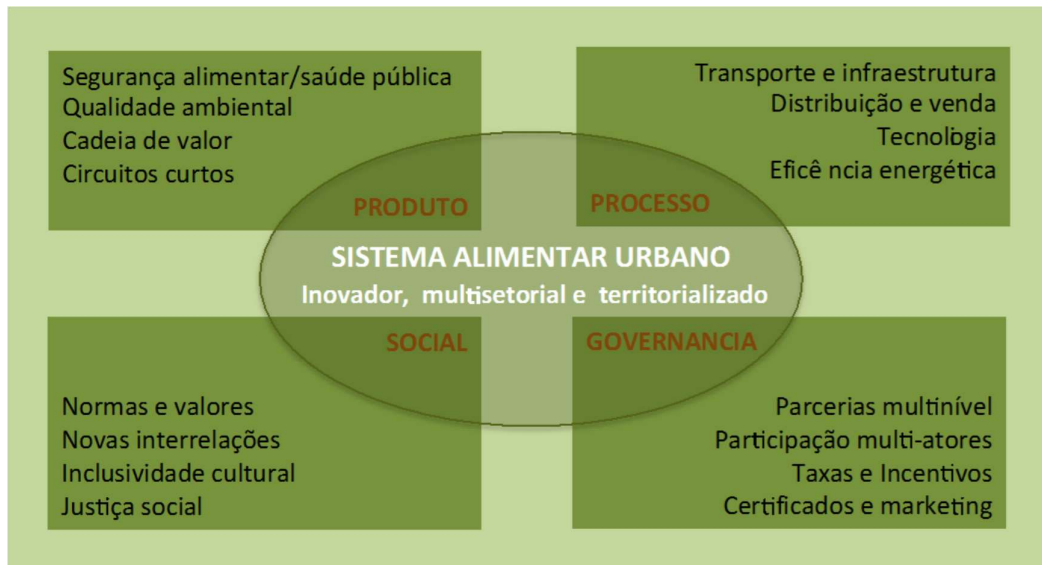 Segurança alimentar/saúde pública
Qualidade ambiental
Cadeia de valor
Circuitos curtos
PRODUTO
Transporte e infraestrutura
Distribuição e venda
Tecnologia
Eficê ncia energética
PROCESSO
SISTEMA ALIMENTAR URBANO
Inovador, multisetorial e territorializado
SOCIAL
Normas e valores
Novas interrelações
Inclusividade cultural
Justiça social
GOVERNANCIA
Parcerias multinível
Participação multi-atores
Taxas e Incentivos
Certificados e marketing